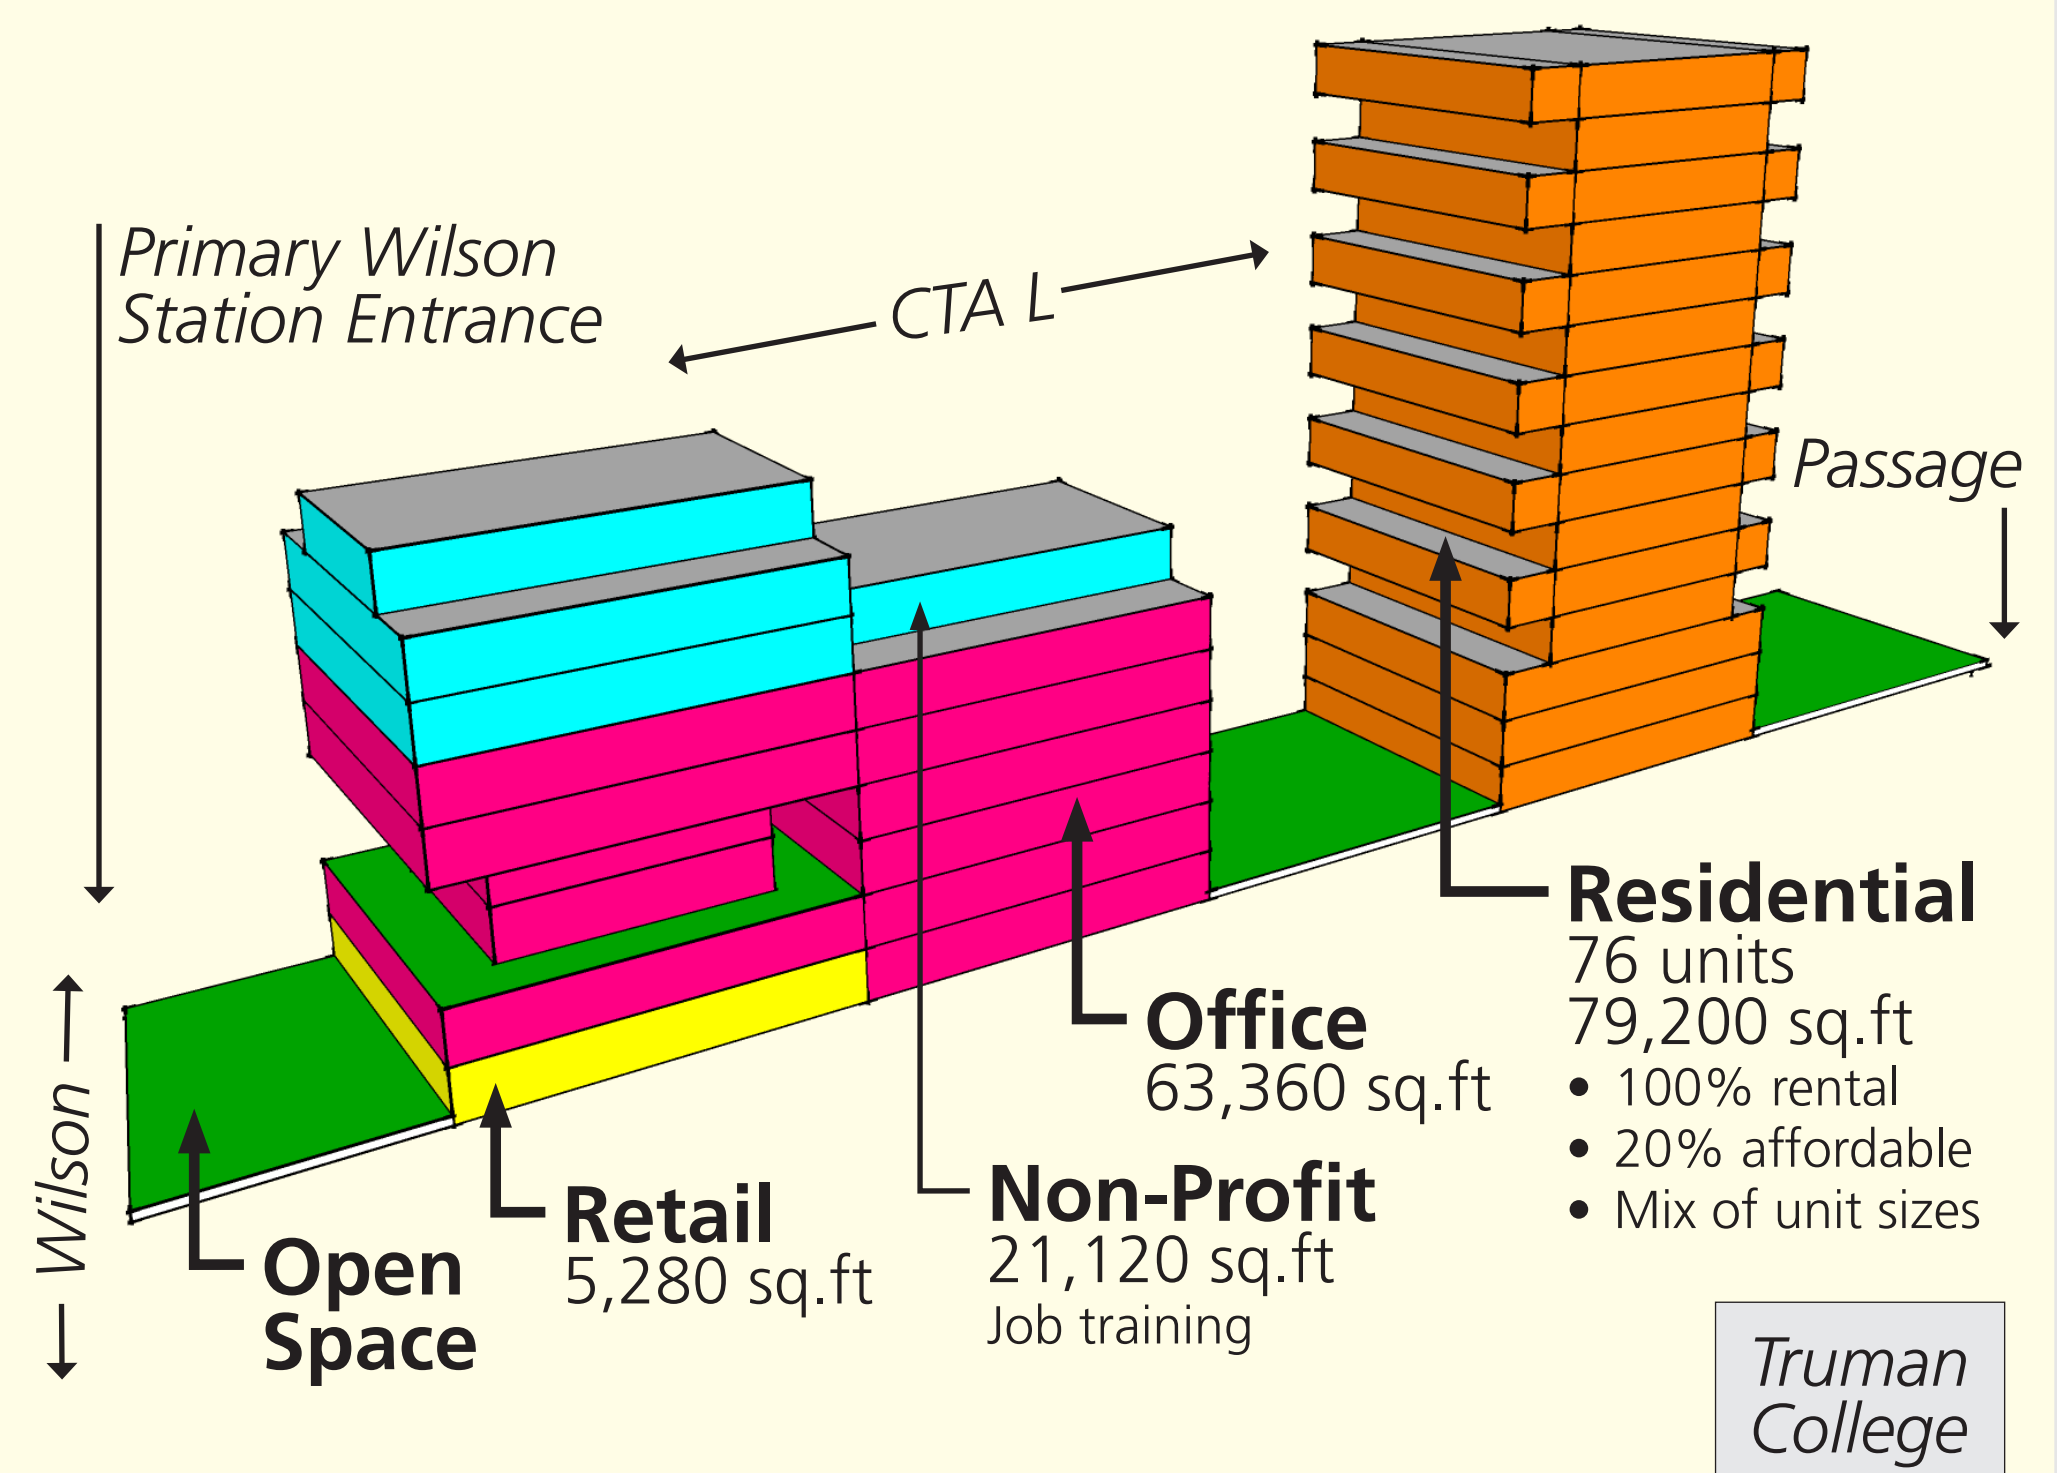 Primary Wilson
Station Entrance
CTA L
Passage
Wilson
Residential
76 units
79,200 sq.ft
• 100% rental
• 20% affordable
• Mix of unit sizes
Office
63,360 sq.ft
Non-Profit
21,120 sq.ft
Job training
Retail
5,280 sq.ft
Open
Space
Truman
College